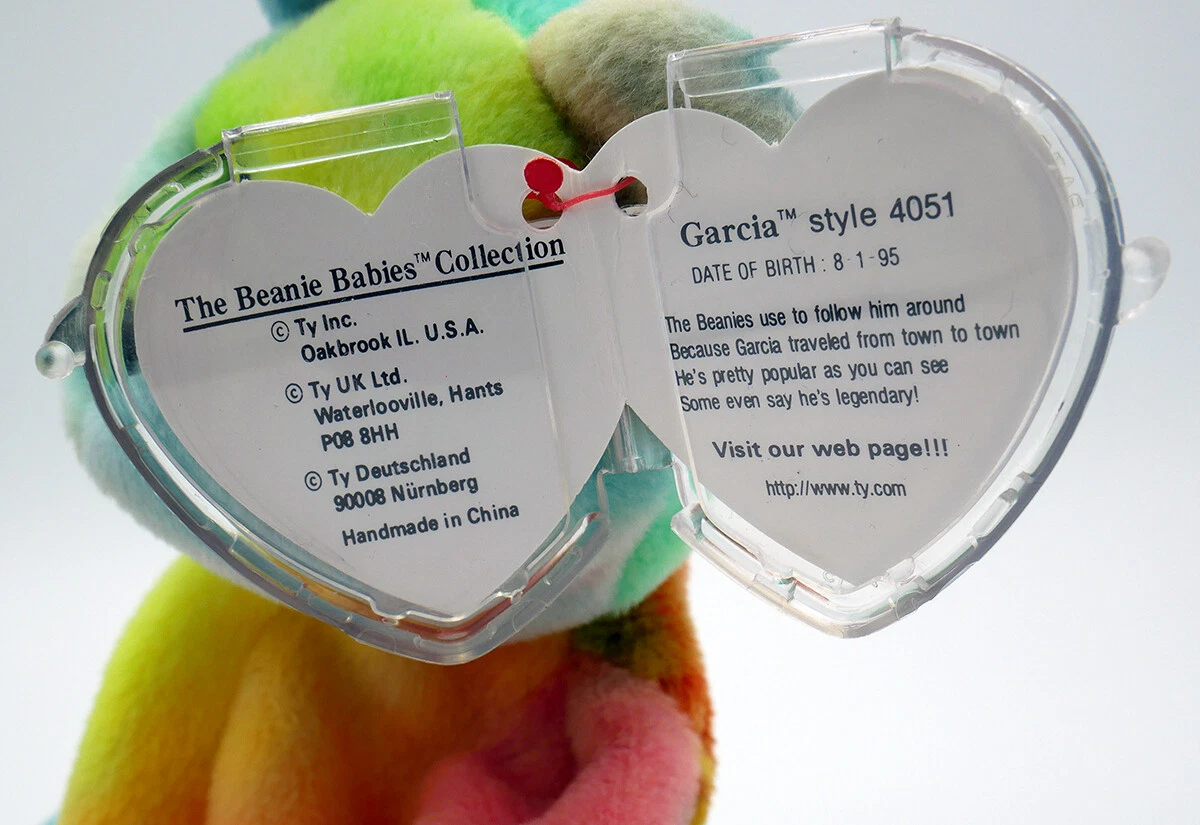 The Beanie Babies™ Collection
© Ty Inc.
Oakbrook IL. U.S.A.
© Ty UK Ltd.
Waterlooville, Hants
P08 8HH
© Ty Deutschland
90008 Nürnberg
Handmade in China
Garcia™ style 4051
DATE OF BIRTH : 8-1-95
The Beanies use to follow him around
Because Garcia traveled from town to town
He's pretty popular as you can see
Some even say he's legendary!
Visit our web page!!!
http://www.ty.com